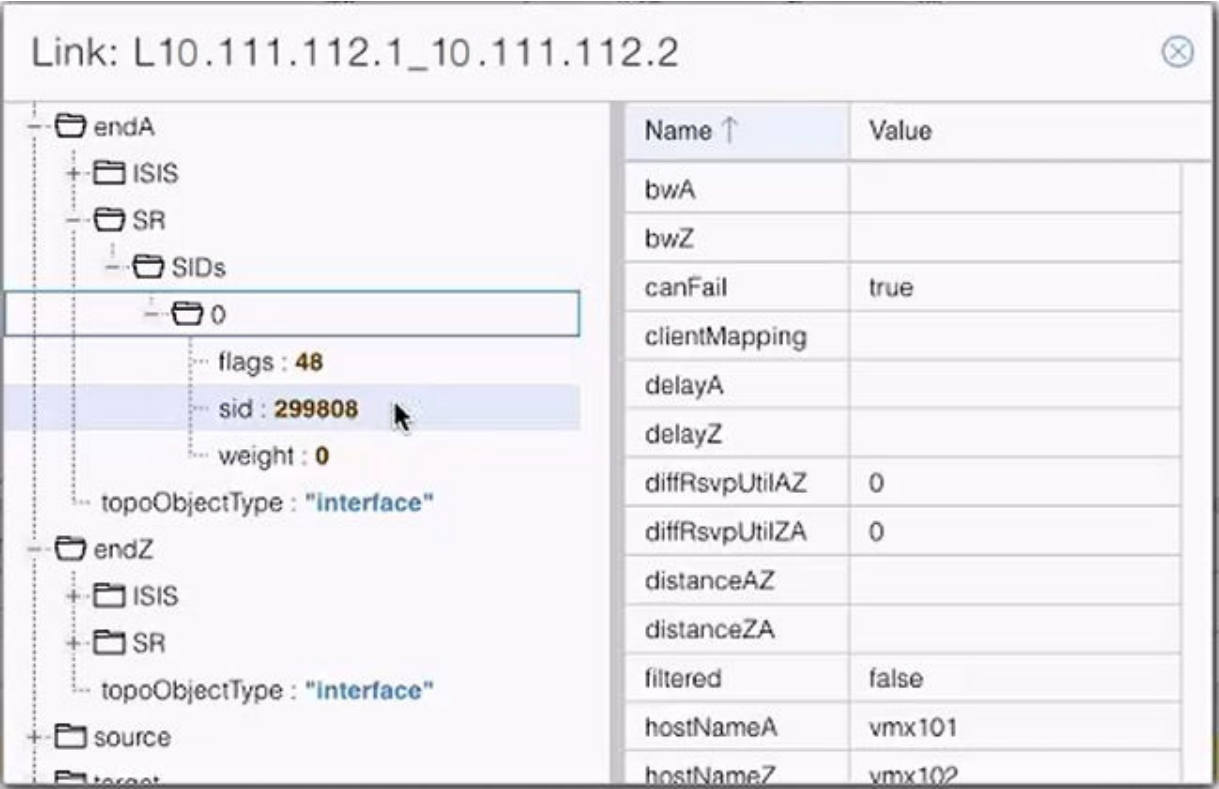 Link: L10.111.112.1_10.111.112.2
endA
ISIS
SR
SIDs
0
flags : 48
sid : 299808
weight : 0
topoObjectType : "interface"
endZ
ISIS
SR
topoObjectType : "interface"
source
target
Name ↑ Value
bwA
bwZ
canFail true
clientMapping
delayA
delayZ
diffRsvpUtilAZ 0
diffRsvpUtilZA 0
distanceAZ
distanceZA
filtered false
hostNameA vmx101
hostNameZ vmx102